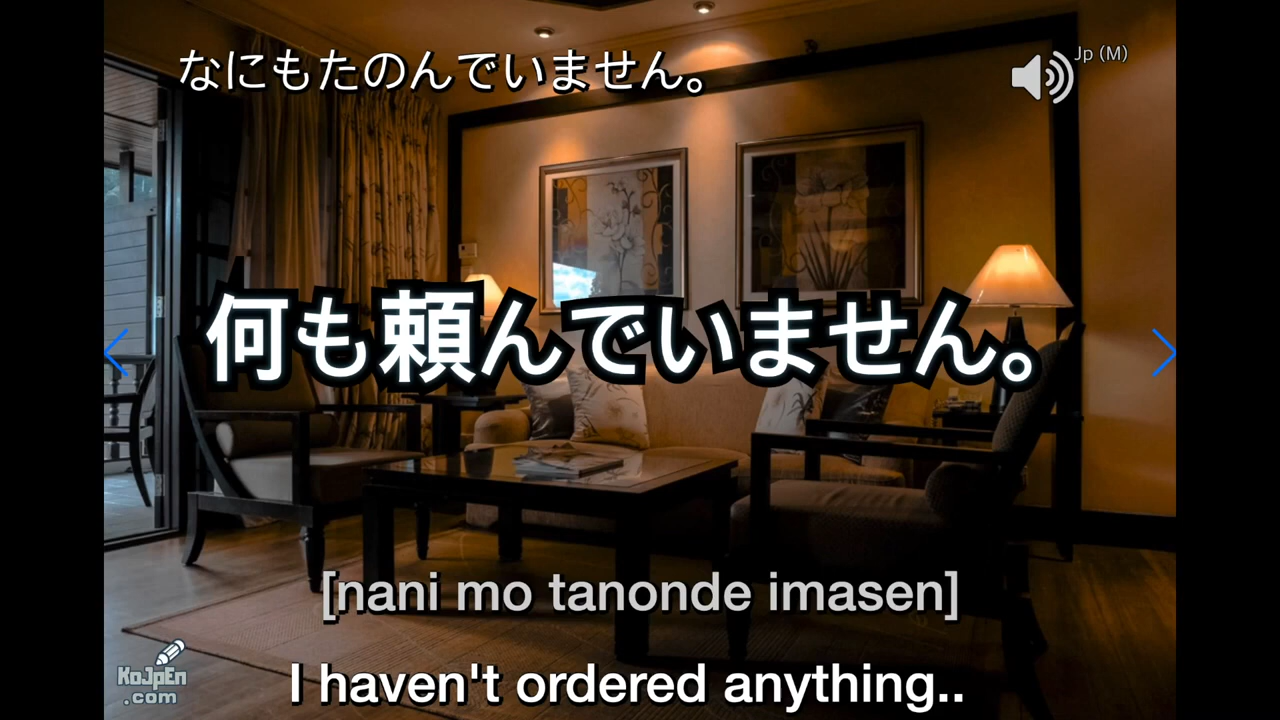 なにもたのんでいません。
Jp (M)
何も頼んでいません。
[nani mo tanonde imasen]
I haven't ordered anything..
KoJpEn
.com